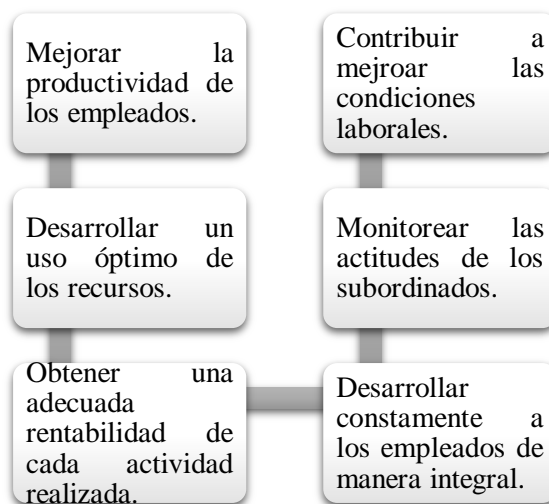 Mejorar la
productividad de
los empleados.
Desarrollar un
uso óptimo de
los recursos.
Obtener una
adecuada
rentabilidad de
cada actividad
realizada.
Desarrollar
constamente a
los empleados de
manera integral.
Monitorear las
actitudes de los
subordinados.
Contribuir a
mejroar las
condiciones
laborales.